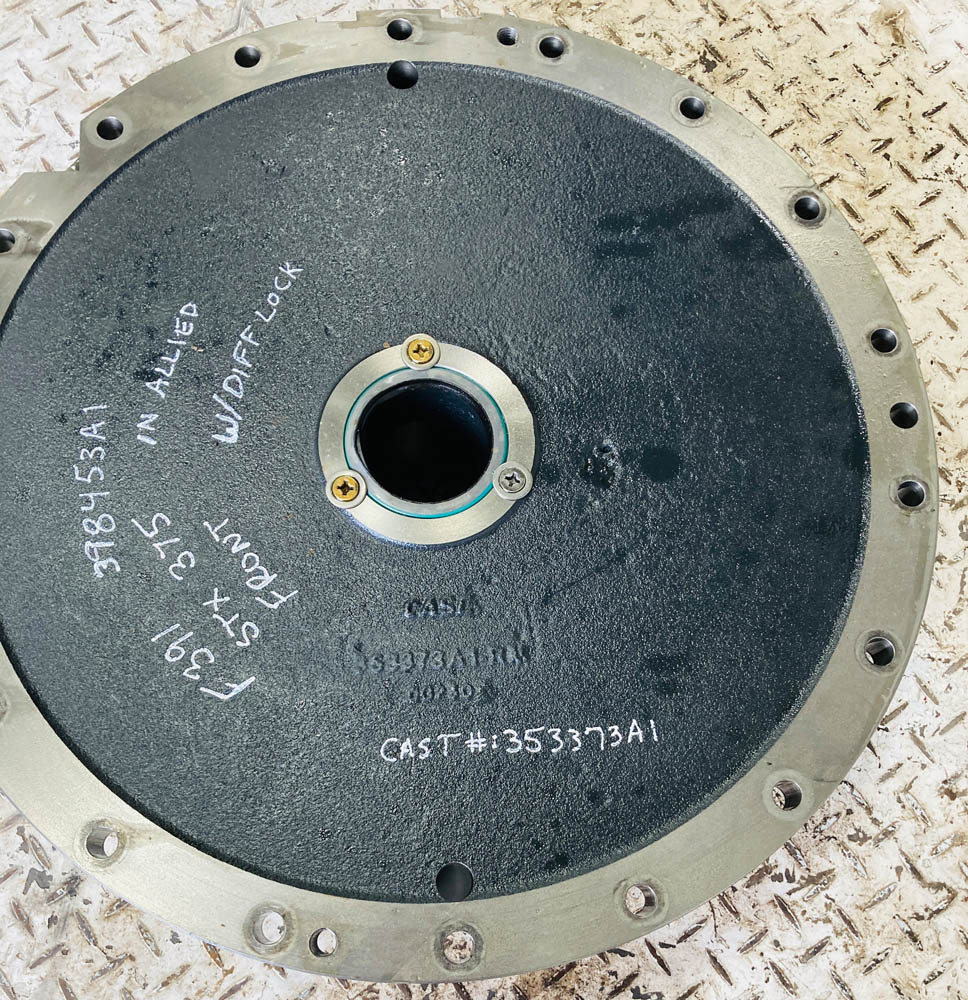 398453A1
IN ALLIED
W/DIFF LOCK
F391
STX 375
FRONT
CASE
CAST #:353373A1